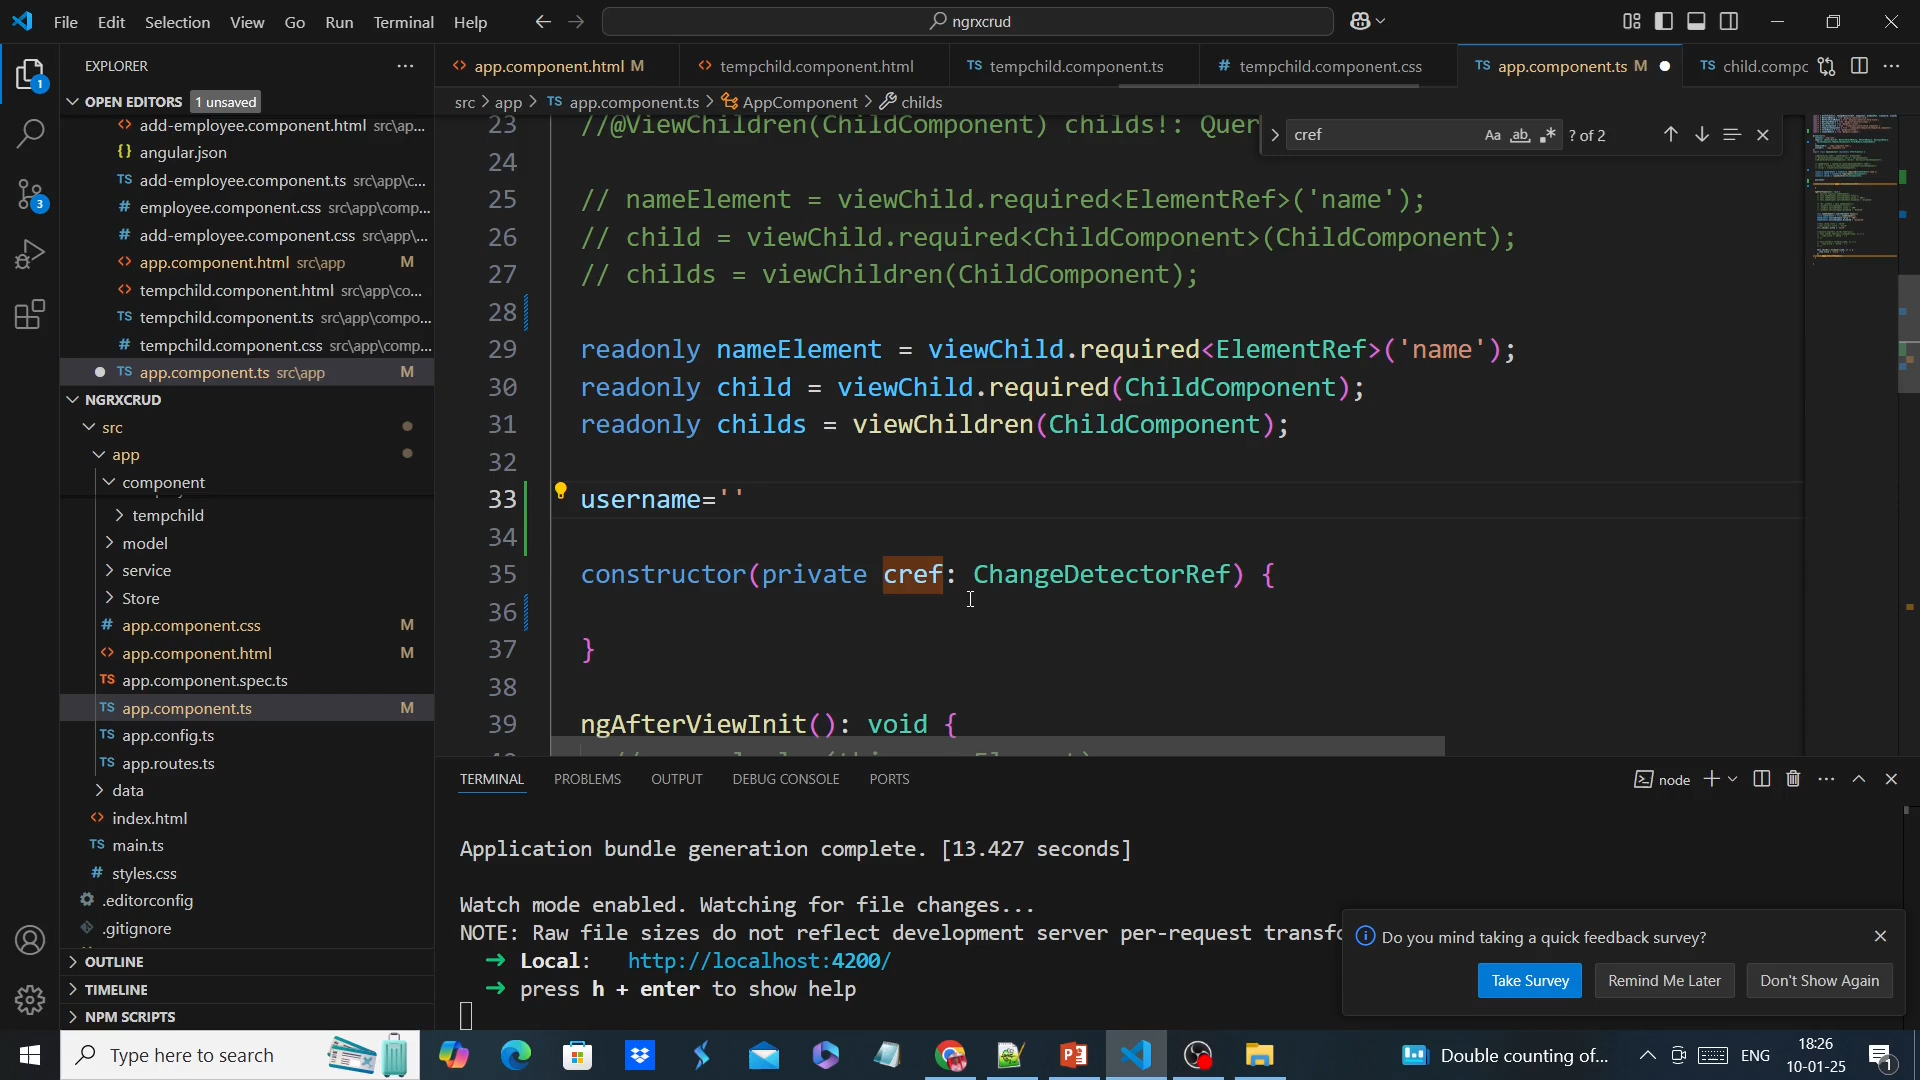 File Edit Selection View Go Run Terminal Help
ngrxcrud
EXPLORER
app.component.html M
tempchild.component.html
TS tempchild.component.ts
# tempchild.component.css
TS app.component.ts M
TS child.compc
OPEN EDITORS 1 unsaved
src > app > TS app.component.ts > AppComponent > childs
add-employee.component.html src\ap...
{} angular.json
TS add-employee.component.ts src\app\c...
# employee.component.css src\app\comp...
# add-employee.component.css src\app\...
app.component.html src\app M
tempchild.component.html src\app\co...
TS tempchild.component.ts src\app\compo...
# tempchild.component.css src\app\comp...
TS app.component.ts src\app M
NGRXCRUD
src
app
component
tempchild
model
service
Store
# app.component.css M
<> app.component.html M
TS app.component.spec.ts
TS app.component.ts M
TS app.config.ts
TS app.routes.ts
data
<> index.html
TS main.ts
# styles.css
.editorconfig
.gitignore
OUTLINE
TIMELINE
NPM SCRIPTS
cref Aa ab ? of 2
23 //@ViewChildren(ChildComponent) childs!: Quer
24
25 // nameElement = viewChild.required<ElementRef>('name');
26 // child = viewChild.required<ChildComponent>(ChildComponent);
27 // childs = viewChildren(ChildComponent);
28
29 readonly nameElement = viewChild.required<ElementRef>('name');
30 readonly child = viewChild.required(ChildComponent);
31 readonly childs = viewChildren(ChildComponent);
32
33 username=''
34
35 constructor(private cref: ChangeDetectorRef) {
36
37 }
38
39 ngAfterViewInit(): void {
TERMINAL PROBLEMS OUTPUT DEBUG CONSOLE PORTS
node
Application bundle generation complete. [13.427 seconds]
Watch mode enabled. Watching for file changes...
NOTE: Raw file sizes do not reflect development server per-request transfo
➜ Local: http://localhost:4200/
➜ press h + enter to show help
Do you mind taking a quick feedback survey?
Take Survey
Remind Me Later
Don't Show Again
Type here to search
Double counting of...
ENG
18:26
10-01-25
1
1
3